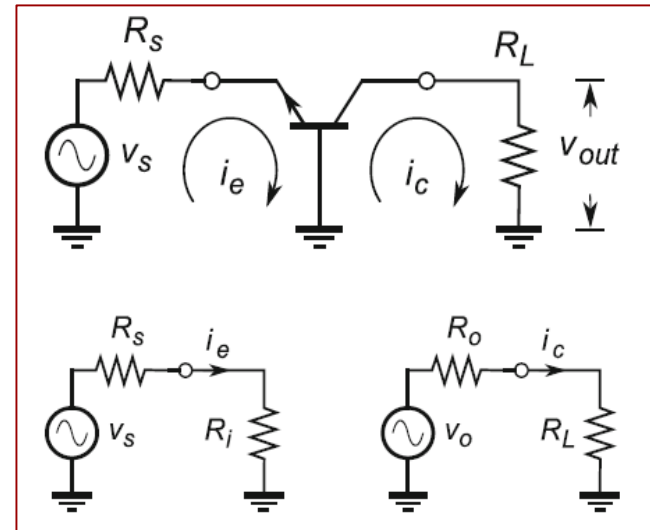 R_s R_L
v_s i_e i_c v_out
R_s i_e R_o i_c
v_s R_i v_o R_L